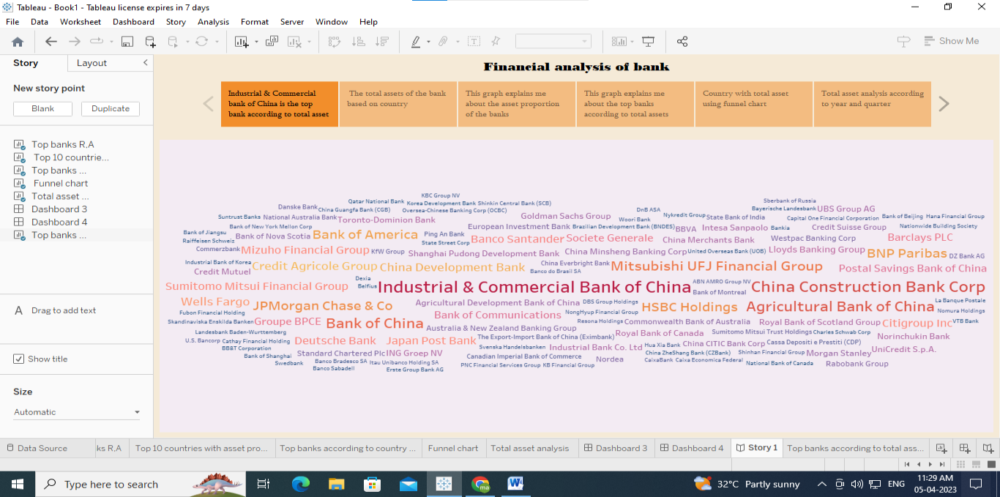 Tableau - Book1 - Tableau license expires in 7 days
File Data Worksheet Dashboard Story Analysis Format Server Window Help
Show Me
Story Layout
New story point
Blank Duplicate
Top banks R,A
Top 10 countrie...
Top banks ...
Funnel chart
Total asset ...
Dashboard 3
Dashboard 4
Top banks ...
A Drag to add text
Show title
Size
Automatic
Financial analysis of bank
Industrial & Commercial
bank of China is the top
bank according to total asset
The total assets of the bank
based on country
This graph explains me
about the asset proportion
of the banks
This graph explains me
about the top banks
according to total assets
Country with total asset
using funnel chart
Total asset analysis according
to year and quarter
KBC Group NV
Qatar National Bank Korea Development Bank Shinkin Central Bank (SCB) Sberbank of Russia
Danske Bank China Guangfa Bank (CGB) Oversea-Chinese Banking Corp (OCBC) DnB ASA Bayerische Landesbank UBS Group AG
Suntrust Banks National Australia Bank Toronto-Dominion Bank Goldman Sachs Group Woori Bank Nykredit Group State Bank of India Capital One Financial Corporation Bank of Beijing Hana Financial Group
Bank of New York Mellon Corp European Investment Bank Brazilian Development Bank (BNDES) BBVA Intesa Sanpaolo Bankia Credit Suisse Group Nationwide Building Society
Bank of Jiangsu Bank of Nova Scotia Bank of America Ping An Bank Banco Santander Societe Generale China Merchants Bank Westpac Banking Corp Barclays PLC
Raiffeisen Schweiz State Street Corp
Commerzbank Mizuho Financial Group KfW Group Shanghai Pudong Development Bank China Minsheng Banking Corp United Overseas Bank (UOB) Lloyds Banking Group BNP Paribas DZ Bank AG
Industrial Bank of Korea Credit Agricole Group China Development Bank China Everbright Bank Mitsubishi UFJ Financial Group Postal Savings Bank of China
Credit Mutuel Banco do Brasil SA
Sumitomo Mitsui Financial Group Dexia Industrial & Commercial Bank of China ABN AMRO Group NV China Construction Bank Corp
Belfius Bank of Montreal
Wells Fargo JPMorgan Chase & Co Agricultural Development Bank of China DBS Group Holdings HSBC Holdings Agricultural Bank of China La Banque Postale
Fubon Financial Holding Bank of Communications NongHyup Financial Group Nomura Holdings
Skandinaviska Enskilda Banken Groupe BPCE Bank of China Australia & New Zealand Banking Group Resona Holdings Commonwealth Bank of Australia Royal Bank of Scotland Group Citigroup Inc VTB Bank
Landesbank Baden-Wurttemberg The Export-Import Bank of China (Eximbank) Royal Bank of Canada Sumitomo Mitsui Trust Holdings Charles Schwab Corp Norinchukin Bank
U.S. Bancorp Cathay Financial Holding Deutsche Bank Japan Post Bank Svenska Handelsbanken Industrial Bank Co. Ltd Hua Xia Bank China CITIC Bank Corp Cassa Depositi e Prestiti (CDP)
BB&T Corporation Standard Chartered Plc ING Groep NV Canadian Imperial Bank of Commerce China ZheShang Bank (CZBank) Shinhan Financial Group Morgan Stanley UniCredit S.p.A.
Bank of Shanghai Swedbank Banco Bradesco SA Itau Unibanco Holding SA Nordea CaixaBank Caixa Economica Federal National Bank of Canada Rabobank Group
Banco Sabadell Erste Group Bank AG PNC Financial Services Group KB Financial Group
Data Source ks R,A Top 10 countries with asset pro... Top banks according to country ... Funnel chart Total asset analysis Dashboard 3 Dashboard 4 Story 1 Top banks according to total ass...
Type here to search 32°C Partly sunny ENG 11:29 AM
05-04-2023